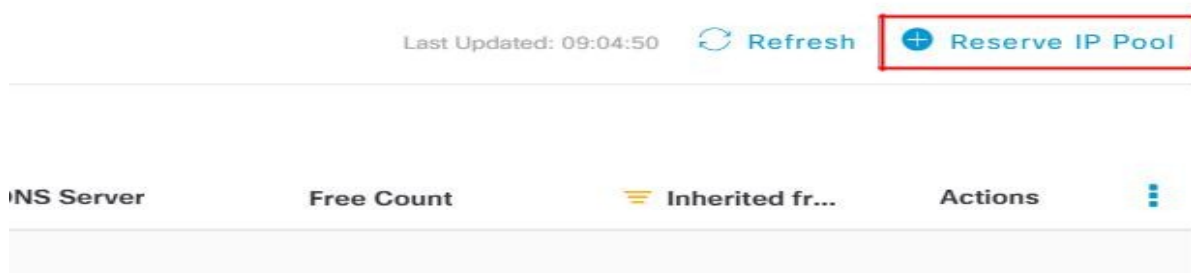 Last Updated: 09:04:50 Refresh Reserve IP Pool
NS Server Free Count Inherited fr... Actions